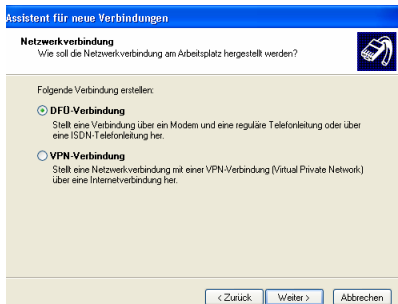 Assistent für neue Verbindungen
Netzwerkverbindung
Wie soll die Netzwerkverbindung am Arbeitsplatz hergestellt werden?
Folgende Verbindung erstellen:
DFÜ-Verbindung
Stellt eine Verbindung über ein Modem und eine reguläre Telefonleitung oder über
eine ISDN-Telefonleitung her.
VPN-Verbindung
Stellt eine Netzwerkverbindung mit einer VPN-Verbindung (Virtual Private Network)
über eine Internetverbindung her.
< Zurück Weiter > Abbrechen